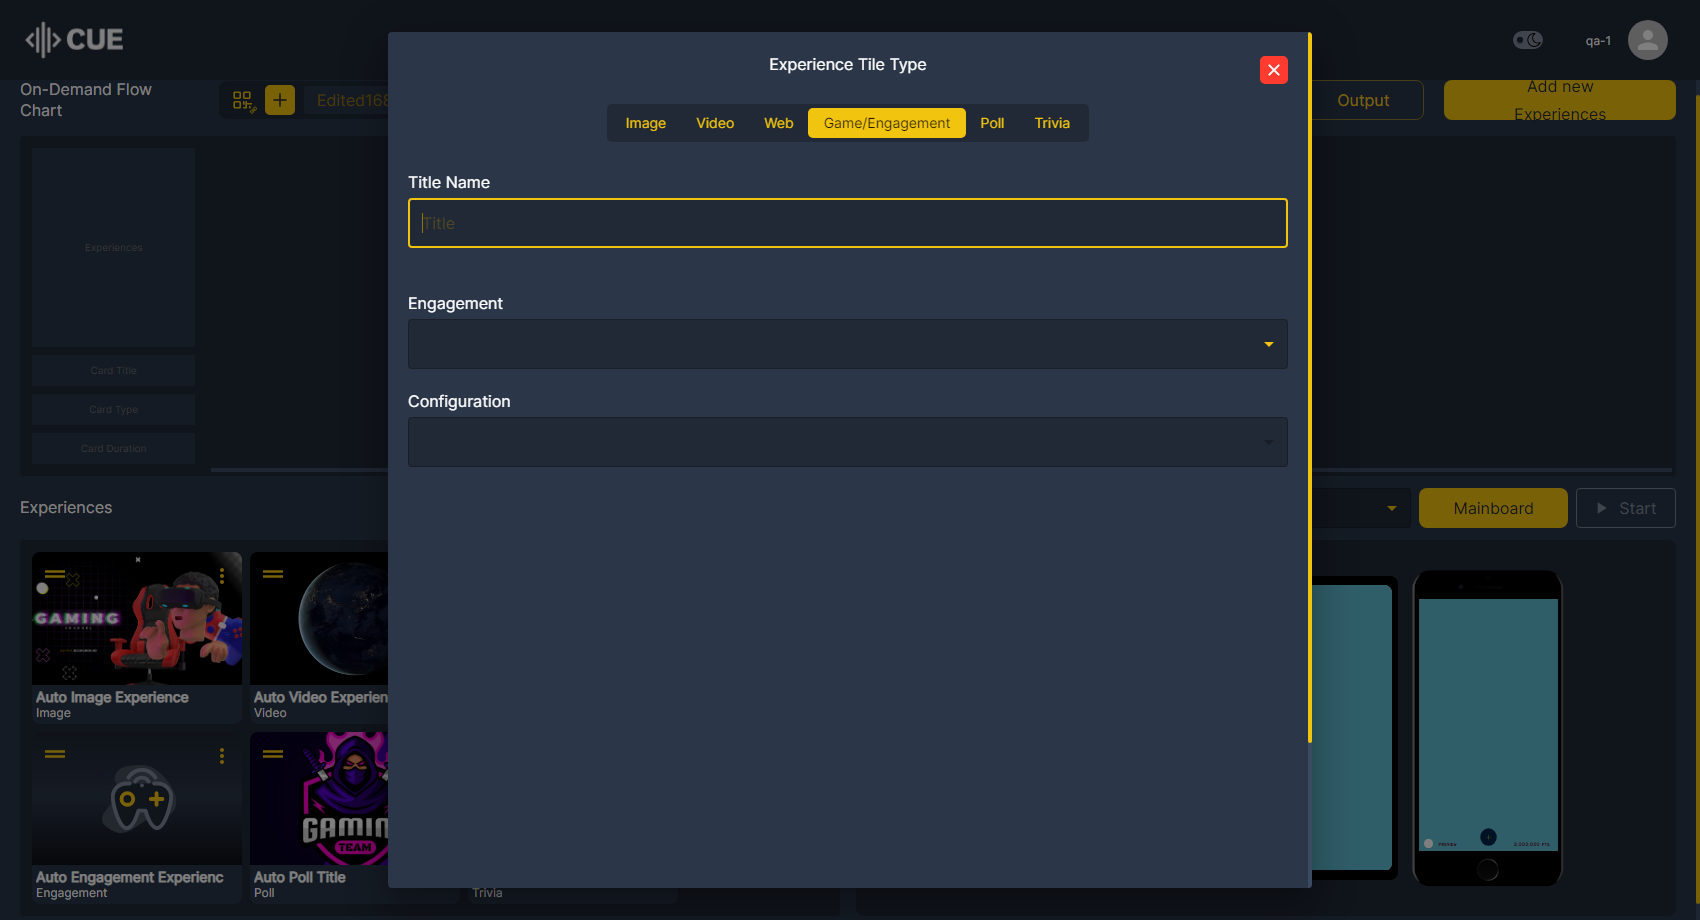 CUE
qa-1
On-Demand Flow
Chart
Edited168
Output
Add new
Experiences
Experience Tile Type
Image
Video
Web
Game/Engagement
Poll
Trivia
Title Name
Title
Engagement
Configuration
Experiences
Card Title
Card Type
Card Duration
Experiences
Mainboard
Start
GAMING
Auto Image Experience
Image
Auto Video Experien
Video
GAMIN
TEAM
Auto Engagement Experienc
Engagement
Auto Poll Title
Poll
Trivia
PREVIEW